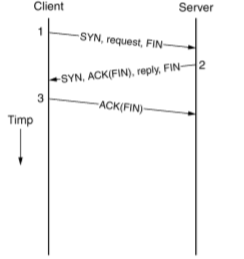 Client Server
1 SYN, request, FIN
SYN, ACK(FIN), reply, FIN 2
3 ACK(FIN)
Timp